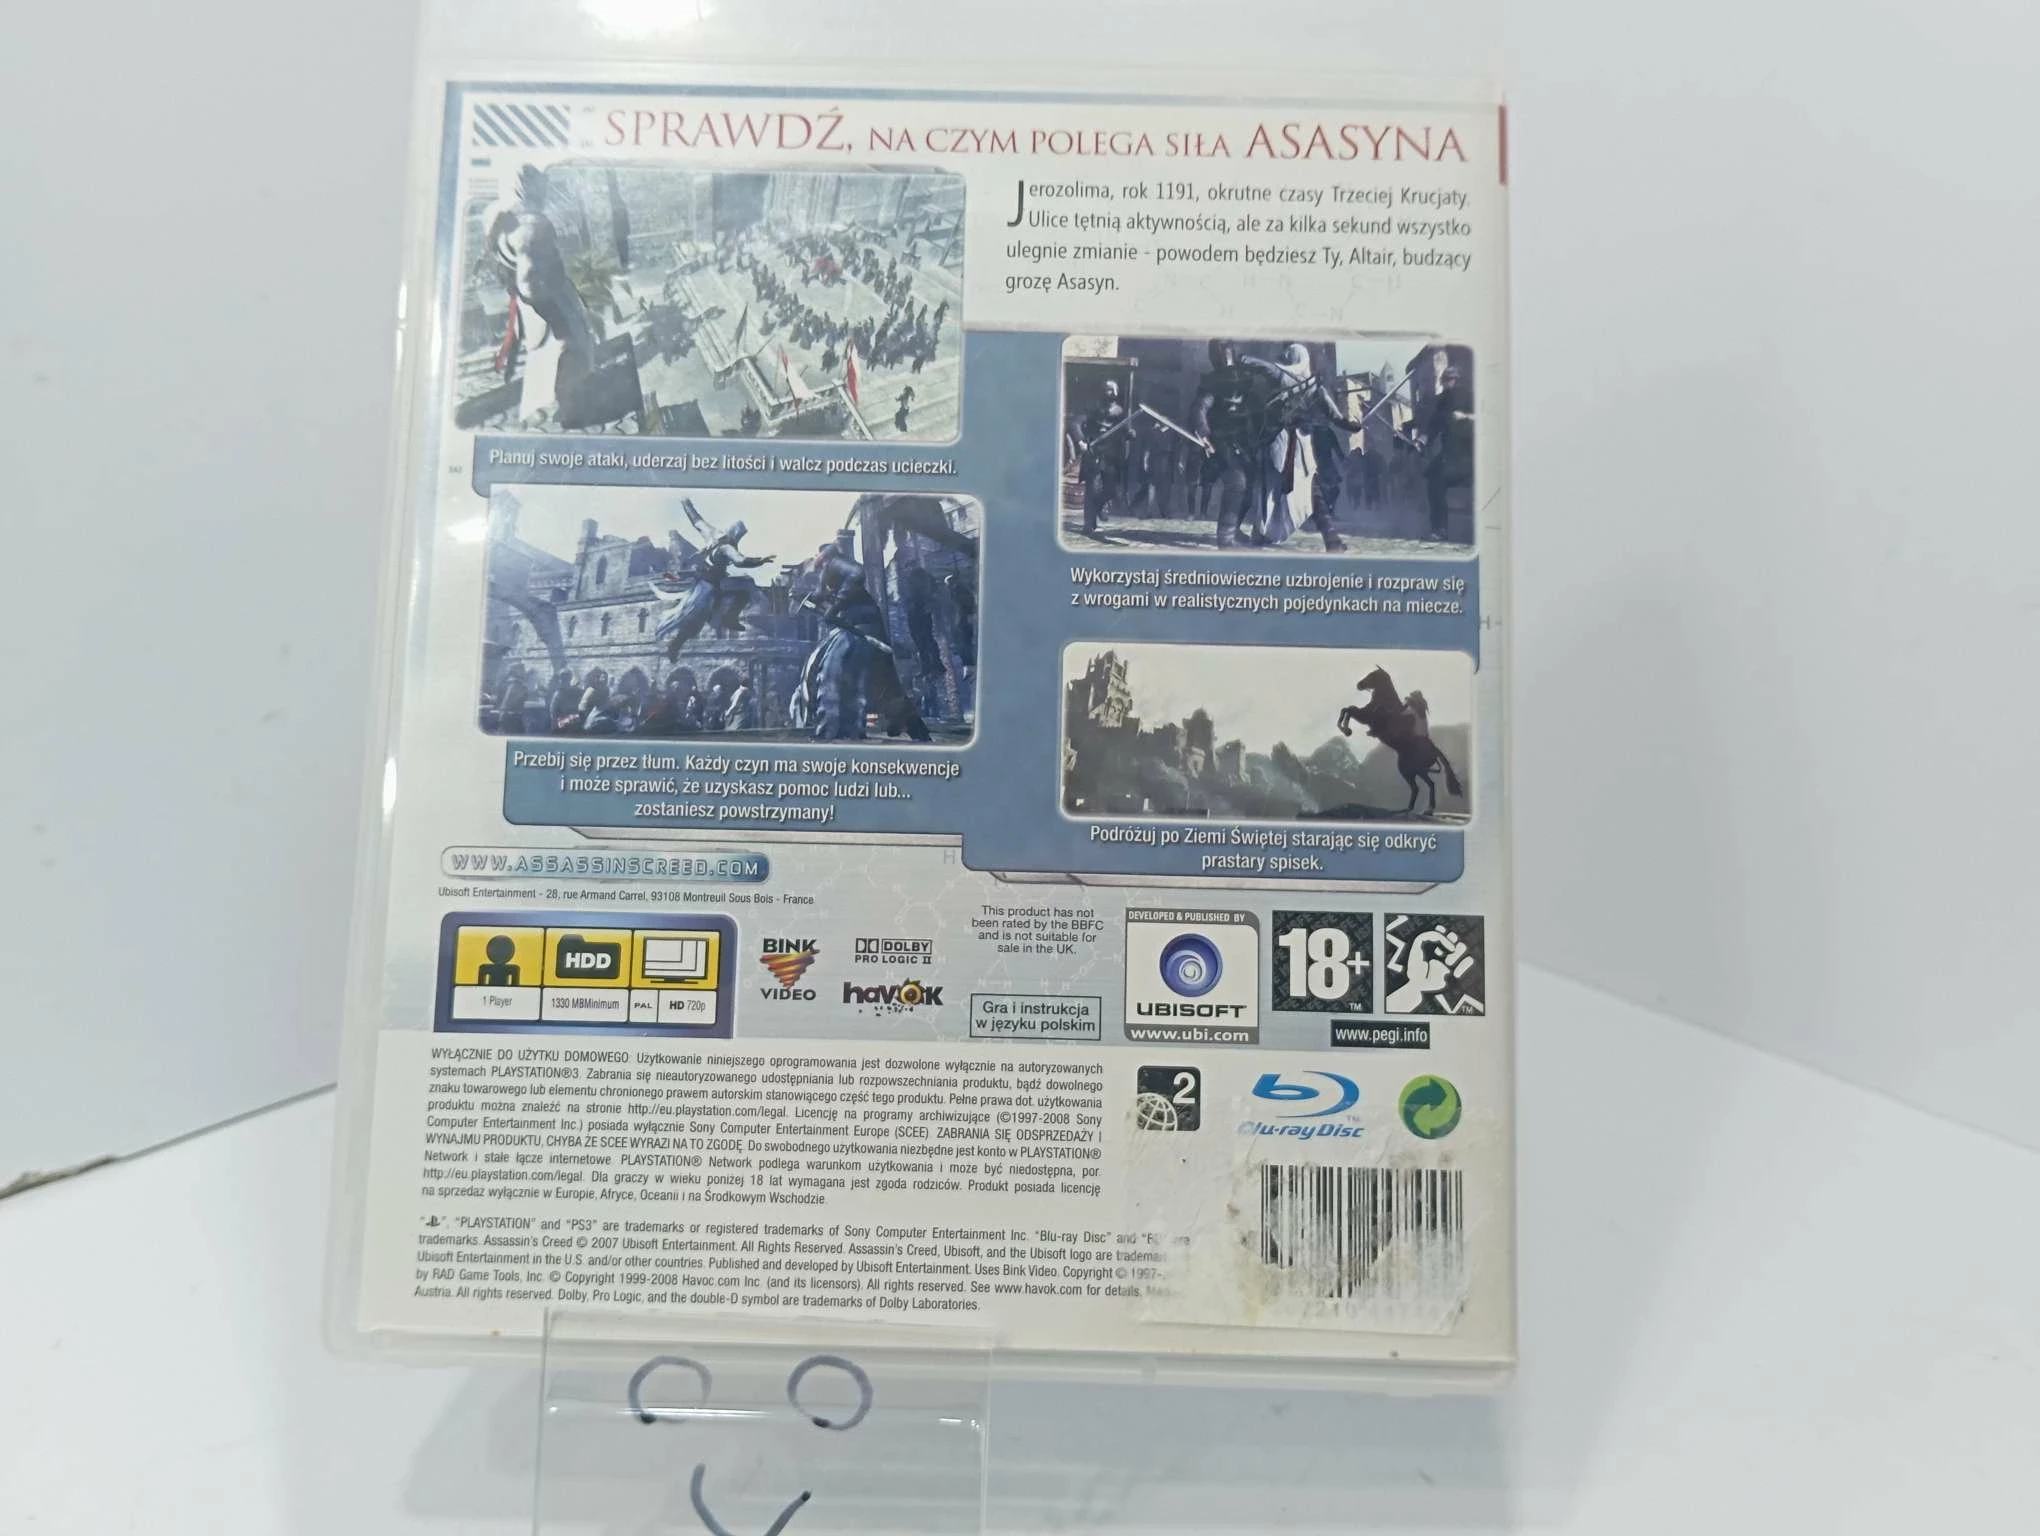 SPRAWDŹ, NA CZYM POLEGA SIŁA ASASYNA
Jerozolima, rok 1191, okrutne czasy Trzeciej Krucjaty.
Ulice tętnią aktywnością, ale za kilka sekund wszystko
ulegnie zmianie - powodem będziesz Ty, Altair, budzący
grozę Asasyn.
Planuj swoje ataki, uderzaj bez litości i walcz podczas ucieczki.
Wykorzystaj średniowieczne uzbrojenie i rozpraw się
z wrogami w realistycznych pojedynkach na miecze.
Przebij się przez tłum. Każdy czyn ma swoje konsekwencje
i może sprawić, że uzyskasz pomoc ludzi lub...
zostaniesz powstrzymany!
Podróżuj po Ziemi Świętej starając się odkryć
prastary spisek.
WWW.ASSASSINSCREED.COM
Ubisoft Entertainment - 28, rue Armand Carrel, 93108 Montreuil Sous Bois - France
HDD
1 Player
1330 MBMinimum
PAL
HD 720p
BINK
VIDEO
DOLBY
PRO LOGIC II
havok
This product has not
been rated by the BBFC
and is not suitable for
sale in the UK.
Gra i instrukcja
w języku polskim
DEVELOPED & PUBLISHED BY
UBISOFT
www.ubi.com
18+
www.pegi.info
WYŁĄCZNIE DO UŻYTKU DOMOWEGO: Użytkowanie niniejszego oprogramowania jest dozwolone wyłącznie na autoryzowanych
systemach PLAYSTATION®3. Zabrania się nieautoryzowanego udostępniania lub rozpowszechniania produktu, bądź dowolnego
znaku towarowego lub elementu chronionego prawem autorskim stanowiącego część tego produktu. Pełne prawa dot. użytkowania
produktu można znaleźć na stronie http://eu.playstation.com/legal. Licencję na programy archiwizujące (©1997-2008 Sony
Computer Entertainment Inc.) posiada wyłącznie Sony Computer Entertainment Europe (SCEE). ZABRANIA SIĘ ODSPRZEDAŻY I
WYNAJMU PRODUKTU, CHYBA ŻE SCEE WYRAZI NA TO ZGODĘ. Do swobodnego użytkowania niezbędne jest konto w PLAYSTATION®
Network i stałe łącze internetowe. PLAYSTATION® Network podlega warunkom użytkowania i może być niedostępna, por.
http://eu.playstation.com/legal. Dla graczy w wieku poniżej 18 lat wymagana jest zgoda rodziców. Produkt posiada licencję
na sprzedaż wyłącznie w Europie, Afryce, Oceanii i na Środkowym Wschodzie.
2
Blu-ray Disc
", "PLAYSTATION" and "PS3" are trademarks or registered trademarks of Sony Computer Entertainment Inc. "Blu-ray Disc" and
trademarks. Assassin's Creed © 2007 Ubisoft Entertainment. All Rights Reserved. Assassin's Creed, Ubisoft, and the Ubisoft logo are
Ubisoft Entertainment in the U.S. and/or other countries. Published and developed by Ubisoft Entertainment. Uses Bink Video. Copyright © 1997-
by RAD Game Tools, Inc. © Copyright 1999-2008 Havoc.com Inc. (and its licensors). All rights reserved. See www.havok.com for details.
Austria. All rights reserved. Dolby, Pro Logic, and the double-D symbol are trademarks of Dolby Laboratories.